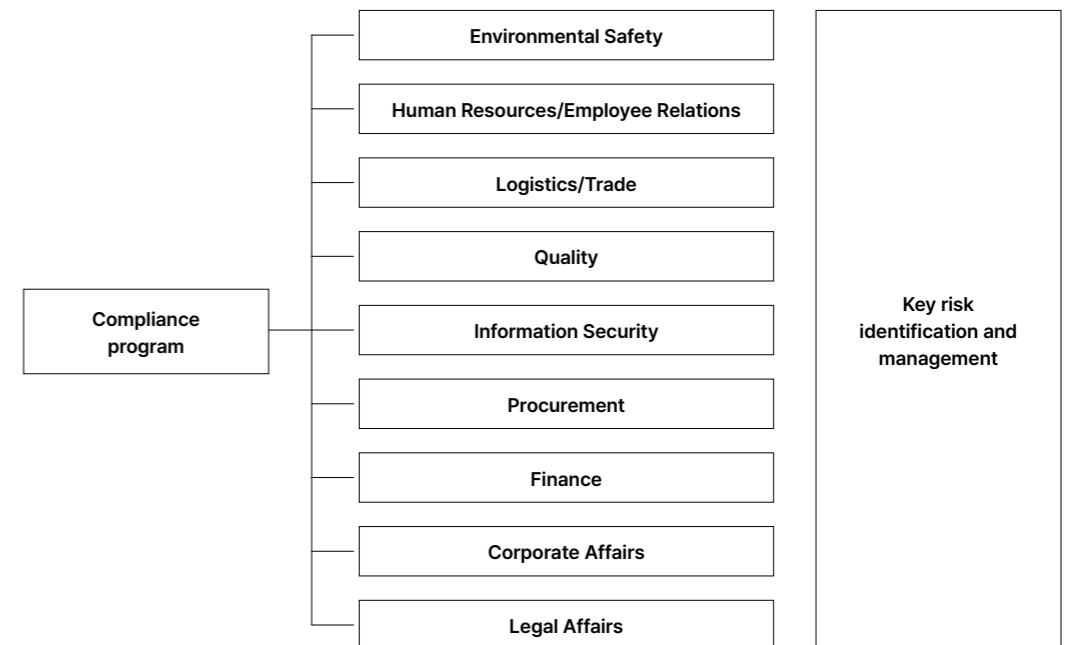 Compliance
program
Environmental Safety
Human Resources/Employee Relations
Logistics/Trade
Quality
Information Security
Procurement
Finance
Corporate Affairs
Legal Affairs
Key risk
identification and
management